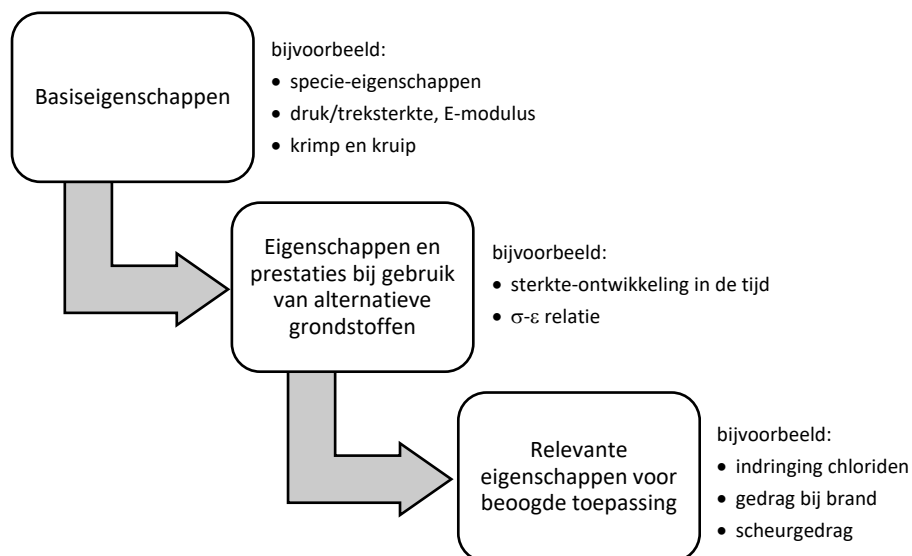 Basiseigenschappen
bijvoorbeeld:
• specie-eigenschappen
• druk/treksterkte, E-modulus
• krimp en kruip
Eigenschappen en
prestaties bij gebruik
van alternatieve
grondstoffen
bijvoorbeeld:
• sterkte-ontwikkeling in de tijd
• σ-ε relatie
Relevante
eigenschappen voor
beoogde toepassing
bijvoorbeeld:
• indringing chloriden
• gedrag bij brand
• scheurgedrag